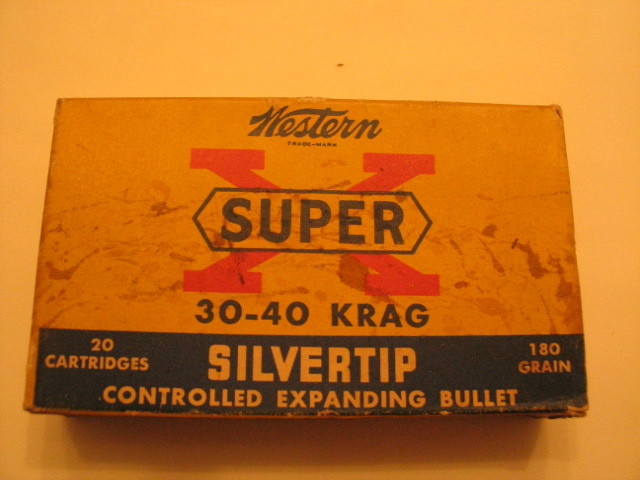 Western
TRADE-MARK
X
SUPER
30-40 KRAG
20
CARTRIDGES
SILVERTIP
180
GRAIN
CONTROLLED EXPANDING BULLET